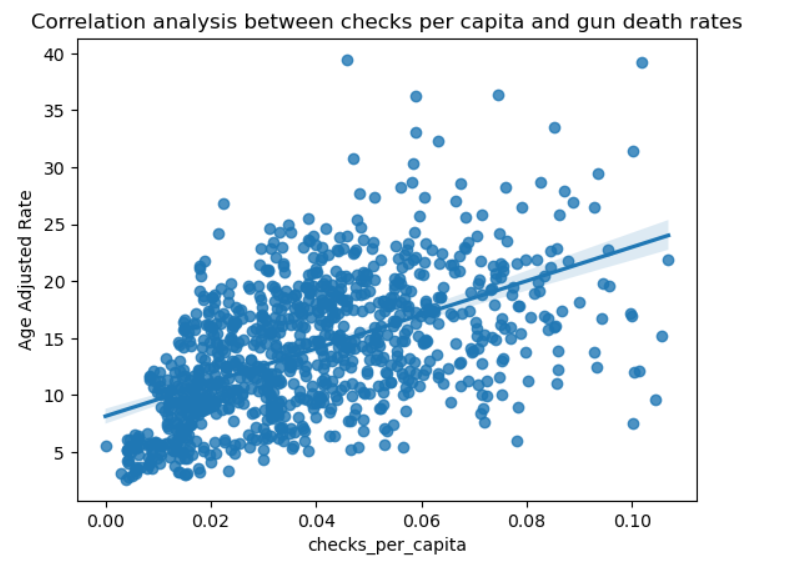 Correlation analysis between checks per capita and gun death rates
40
35
30
25
20
15
10
5
Age Adjusted Rate
0.00 0.02 0.04 0.06 0.08 0.10
checks_per_capita